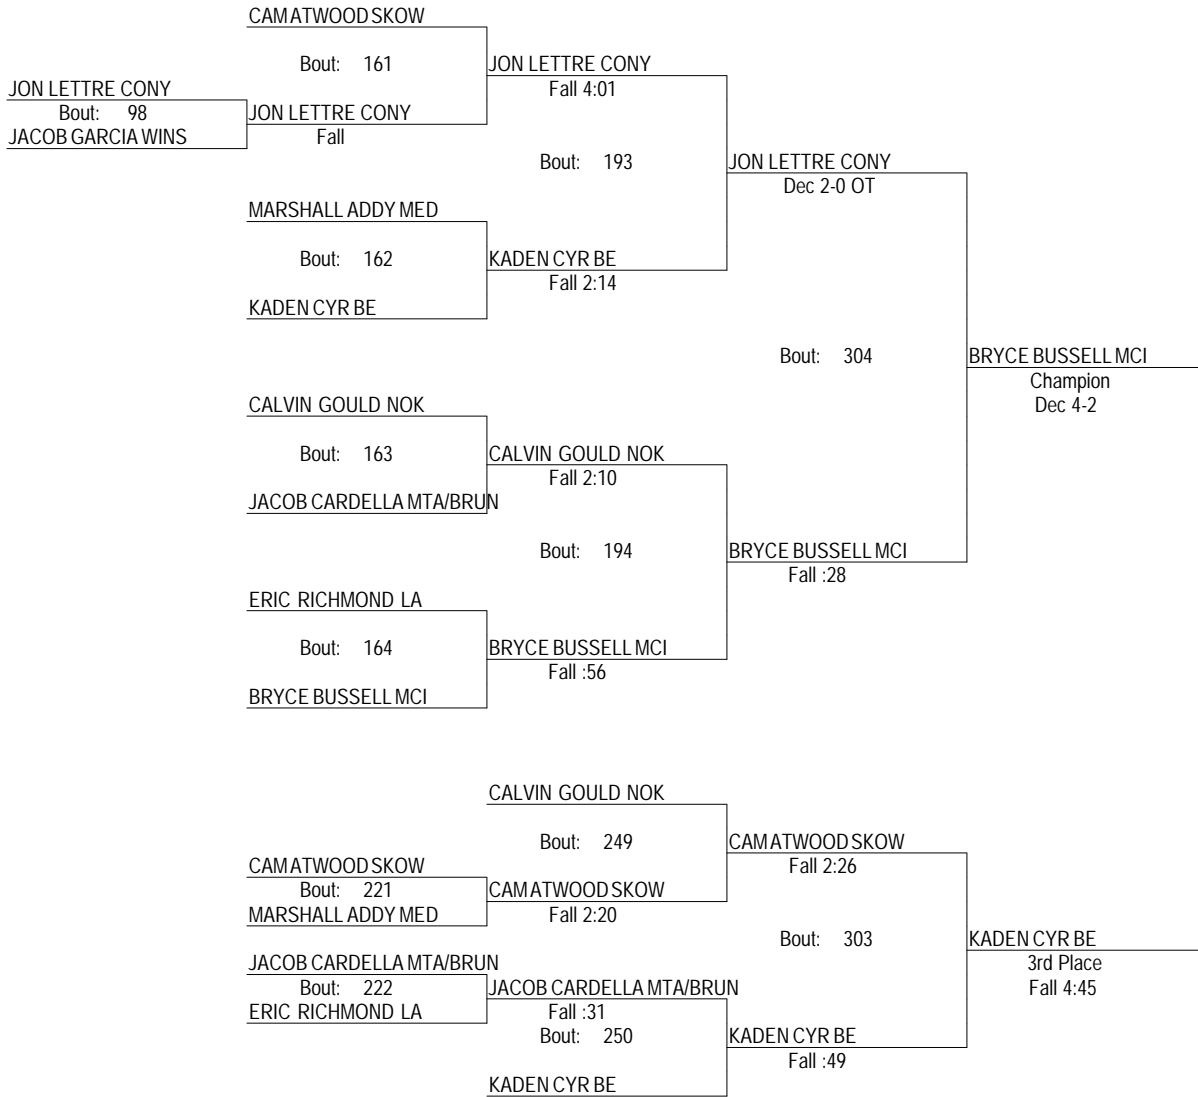 CAM ATWOOD SKOW
Bout: 161
JON LETTRE CONY
Fall 4:01
JON LETTRE CONY
Bout: 98
JACOB GARCIA WINS
JON LETTRE CONY
Fall
Bout: 193
JON LETTRE CONY
Dec 2-0 OT
MARSHALL ADDY MED
Bout: 162
KADEN CYR BE
Fall 2:14
KADEN CYR BE
Bout: 304
BRYCE BUSSELL MCI
Champion
Dec 4-2
CALVIN GOULD NOK
Bout: 163
CALVIN GOULD NOK
Fall 2:10
JACOB CARDELLA MTA/BRUN
Bout: 194
BRYCE BUSSELL MCI
Fall :28
ERIC RICHMOND LA
Bout: 164
BRYCE BUSSELL MCI
Fall :56
BRYCE BUSSELL MCI
CALVIN GOULD NOK
Bout: 249
CAM ATWOOD SKOW
Fall 2:26
CAM ATWOOD SKOW
Bout: 221
MARSHALL ADDY MED
CAM ATWOOD SKOW
Fall 2:20
Bout: 303
KADEN CYR BE
3rd Place
Fall 4:45
JACOB CARDELLA MTA/BRUN
Bout: 222
ERIC RICHMOND LA
JACOB CARDELLA MTA/BRUN
Fall :31
Bout: 250
KADEN CYR BE
Fall :49
KADEN CYR BE